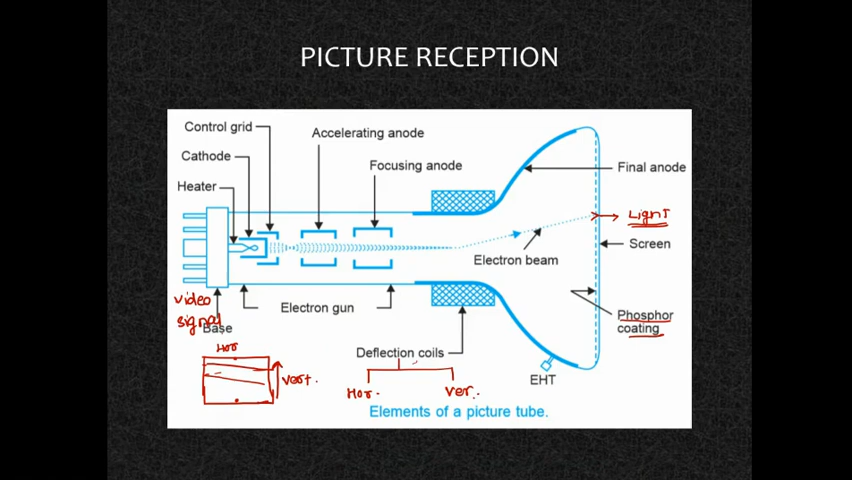 PICTURE RECEPTION
Control grid
Accelerating anode
Cathode
Focusing anode
Final anode
Heater
Light
Screen
Electron beam
video
signal
Electron gun
Phosphor
coating
Base
Hor
Deflection coils
vert.
EHT
Hor.
ver.
Elements of a picture tube.